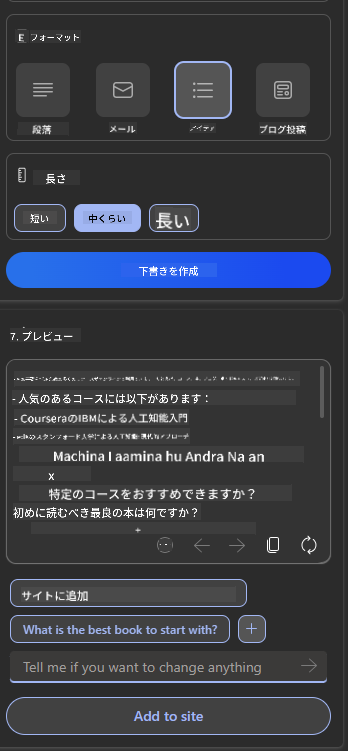 E フォーマット
段落
メール
ブログ投稿
長さ
短い
中くらい
長い
下書きを作成
7. プレビュー
- 人気のあるコースには以下があります：
- CourseraのIBMによる人工知能入門
Machina I aamina hu Andra Na an
x
特定のコースをおすすめできますか？
初めに読むべき最良の本は何ですか？
+
サイトに追加
What is the best book to start with?
+
Tell me if you want to change anything
Add to site